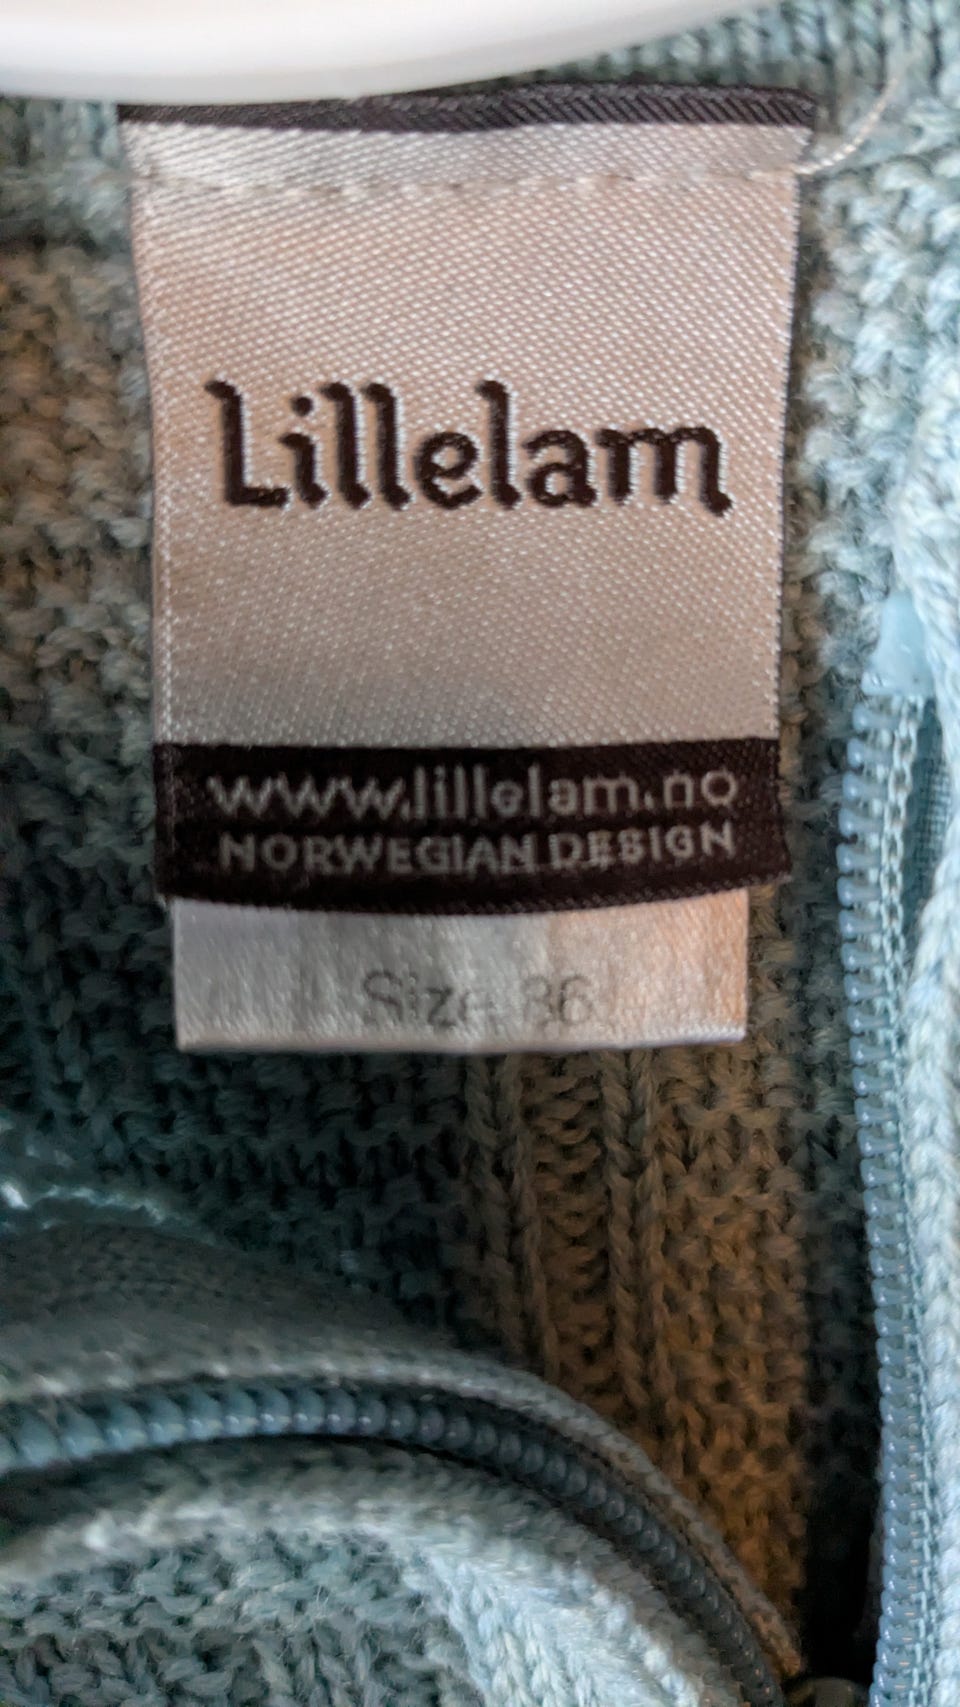 Lillelam
www.lillelam.no
NORWEGIAN DESIGN
Size 86